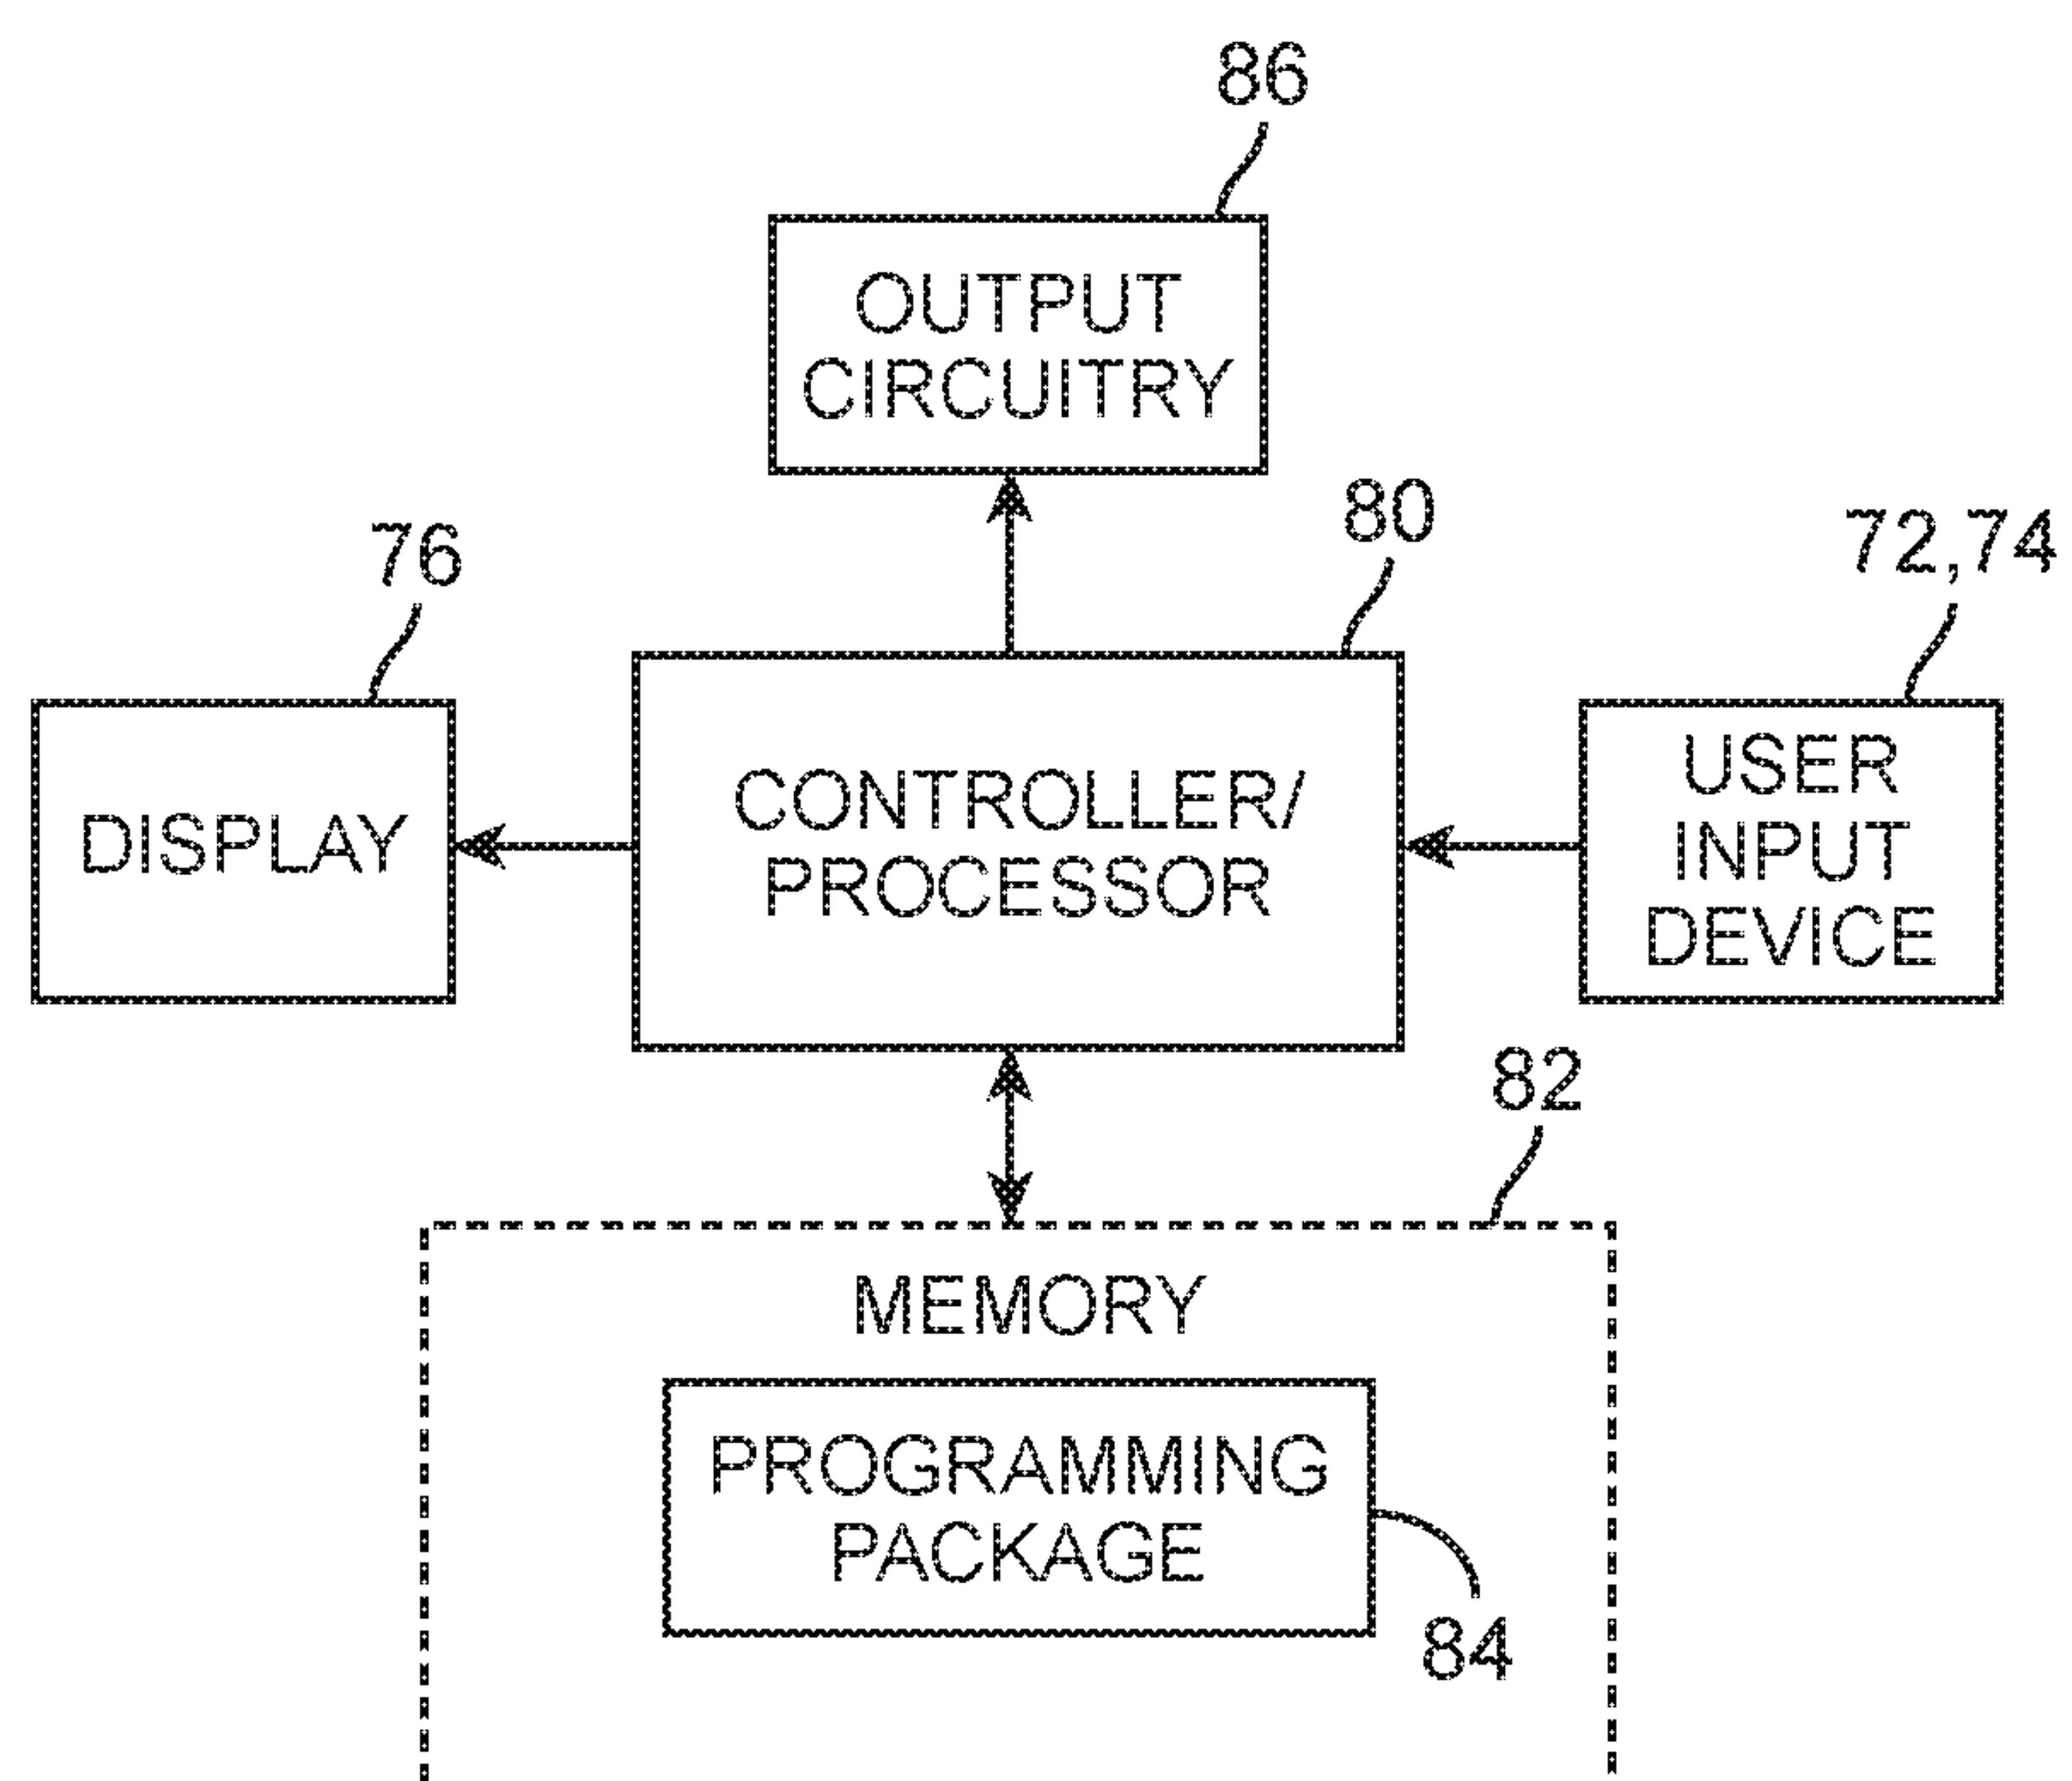 86
OUTPUT
CIRCUITRY
80
72,74
76
DISPLAY
CONTROLLER/
PROCESSOR
USER
INPUT
DEVICE
82
MEMORY
PROGRAMMING
PACKAGE
84